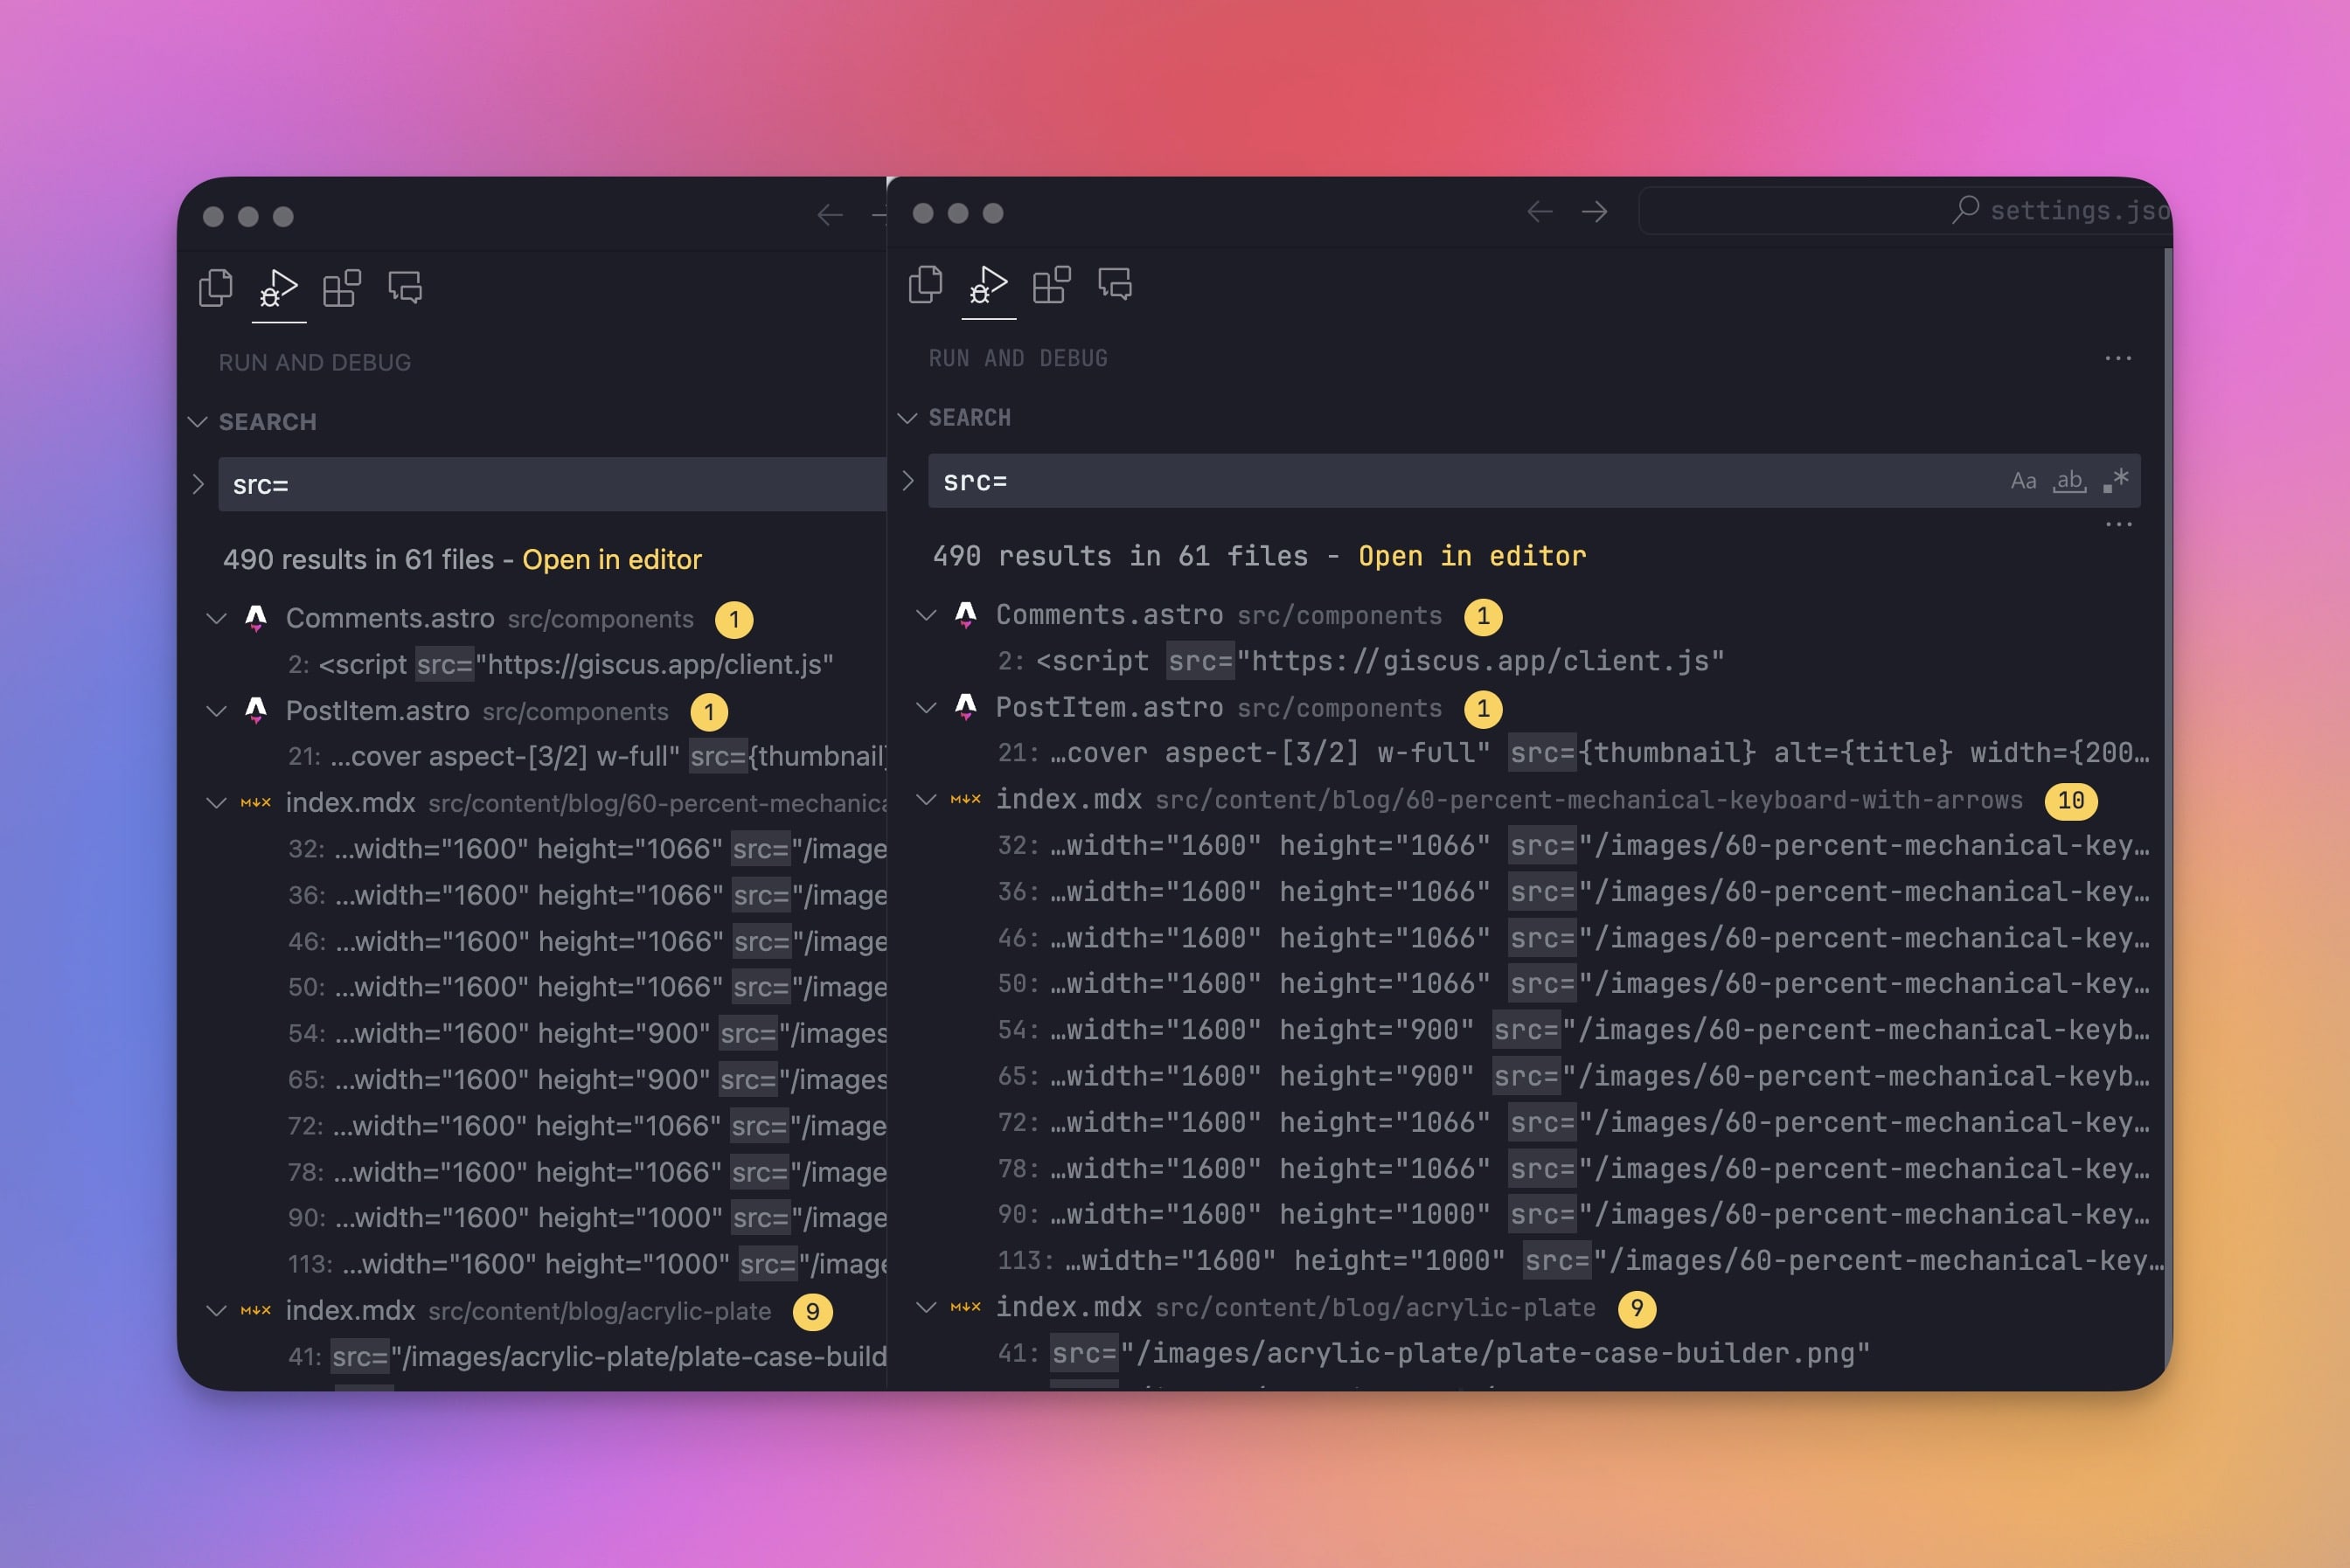 RUN AND DEBUG
SEARCH
src=
490 results in 61 files - Open in editor
Comments.astro src/components 1
2: <script src="https://giscus.app/client.js"
PostItem.astro src/components 1
21: …cover aspect-[3/2] w-full" src={thumbnail
index.mdx src/content/blog/60-percent-mechanica
32: …width="1600" height="1066" src="/image
36: …width="1600" height="1066" src="/image
46: …width="1600" height="1066" src="/image
50: …width="1600" height="1066" src="/image
54: …width="1600" height="900" src="/images
65: …width="1600" height="900" src="/images
72: …width="1600" height="1066" src="/image
78: …width="1600" height="1066" src="/image
90: …width="1600" height="1000" src="/image
113: …width="1600" height="1000" src="/image
index.mdx src/content/blog/acrylic-plate 9
41: src="/images/acrylic-plate/plate-case-build
settings.jso
RUN AND DEBUG
SEARCH
src= Aa ab .*
490 results in 61 files - Open in editor
Comments.astro src/components 1
2: <script src="https://giscus.app/client.js"
PostItem.astro src/components 1
21: …cover aspect-[3/2] w-full" src={thumbnail} alt={title} width={200…
index.mdx src/content/blog/60-percent-mechanical-keyboard-with-arrows 10
32: …width="1600" height="1066" src="/images/60-percent-mechanical-key…
36: …width="1600" height="1066" src="/images/60-percent-mechanical-key…
46: …width="1600" height="1066" src="/images/60-percent-mechanical-key…
50: …width="1600" height="1066" src="/images/60-percent-mechanical-key…
54: …width="1600" height="900" src="/images/60-percent-mechanical-keyb…
65: …width="1600" height="900" src="/images/60-percent-mechanical-keyb…
72: …width="1600" height="1066" src="/images/60-percent-mechanical-key…
78: …width="1600" height="1066" src="/images/60-percent-mechanical-key…
90: …width="1600" height="1000" src="/images/60-percent-mechanical-key…
113: …width="1600" height="1000" src="/images/60-percent-mechanical-key…
index.mdx src/content/blog/acrylic-plate 9
41: src="/images/acrylic-plate/plate-case-builder.png"